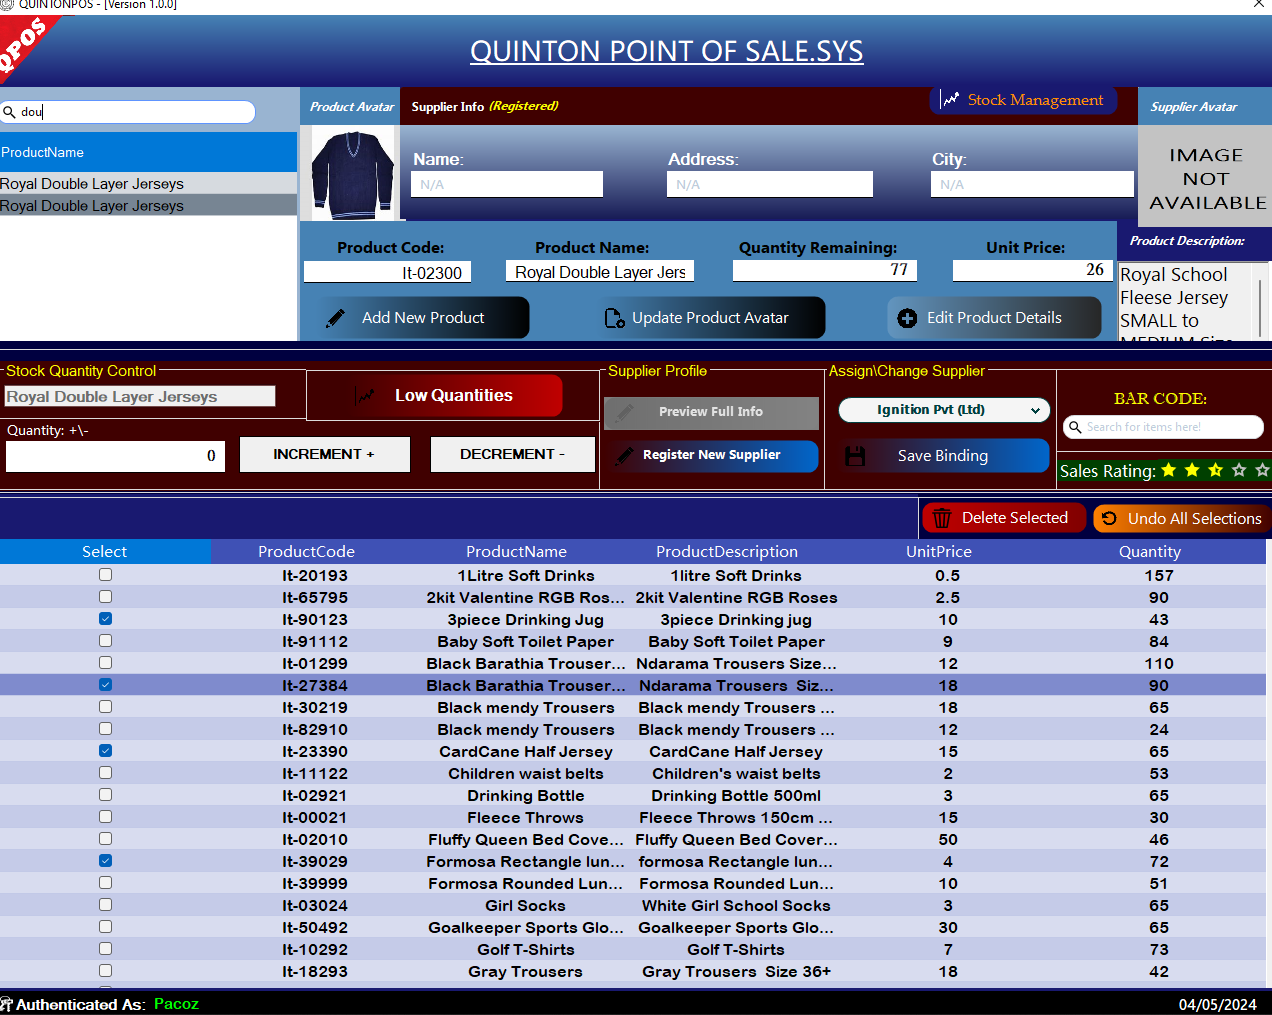 QUINTONPOS - [Version 1.0.0]
QPOS
QUINTON POINT OF SALE.SYS
dou
ProductName
Royal Double Layer Jerseys
Royal Double Layer Jerseys
Product Avatar
Supplier Info (Registered)
Stock Management
Supplier Avatar
Name:
Address:
City:
N/A
N/A
N/A
IMAGE
NOT
AVAILABLE
Product Code:
Product Name:
Quantity Remaining:
Unit Price:
It-02300
Royal Double Layer Jers
77
26
Product Description:
Royal School
Fleese Jersey
SMALL to
MEDIUM Size
Add New Product
Update Product Avatar
Edit Product Details
Stock Quantity Control
Royal Double Layer Jerseys
Low Quantities
Quantity: +\-
0
INCREMENT +
DECREMENT -
Supplier Profile
Preview Full Info
Register New Supplier
Assign\Change Supplier
Ignition Pvt (Ltd)
Save Binding
BAR CODE:
Search for items here!
Sales Rating:
Delete Selected
Undo All Selections
Select ProductCode ProductName ProductDescription UnitPrice Quantity
It-20193 1Litre Soft Drinks 1litre Soft Drinks 0.5 157
It-65795 2kit Valentine RGB Ros... 2kit Valentine RGB Roses 2.5 90
It-90123 3piece Drinking Jug 3piece Drinking jug 10 43
It-91112 Baby Soft Toilet Paper Baby Soft Toilet Paper 9 84
It-01299 Black Barathia Trouser... Ndarama Trousers Size... 12 110
It-27384 Black Barathia Trouser... Ndarama Trousers Siz... 18 90
It-30219 Black mendy Trousers Black mendy Trousers ... 18 65
It-82910 Black mendy Trousers Black mendy Trousers ... 12 24
It-23390 CardCane Half Jersey CardCane Half Jersey 15 65
It-11122 Children waist belts Children's waist belts 2 53
It-02921 Drinking Bottle Drinking Bottle 500ml 3 65
It-00021 Fleece Throws Fleece Throws 150cm ... 15 30
It-02010 Fluffy Queen Bed Cove... Fluffy Queen Bed Cover... 50 46
It-39029 Formosa Rectangle lun... formosa Rectangle lun... 4 72
It-39999 Formosa Rounded Lun... Formosa Rounded Lun... 10 51
It-03024 Girl Socks White Girl School Socks 3 65
It-50492 Goalkeeper Sports Glo... Goalkeeper Sports Glo... 30 65
It-10292 Golf T-Shirts Golf T-Shirts 7 73
It-18293 Gray Trousers Gray Trousers Size 36+ 18 42
Authenticated As: Pacoz
04/05/2024